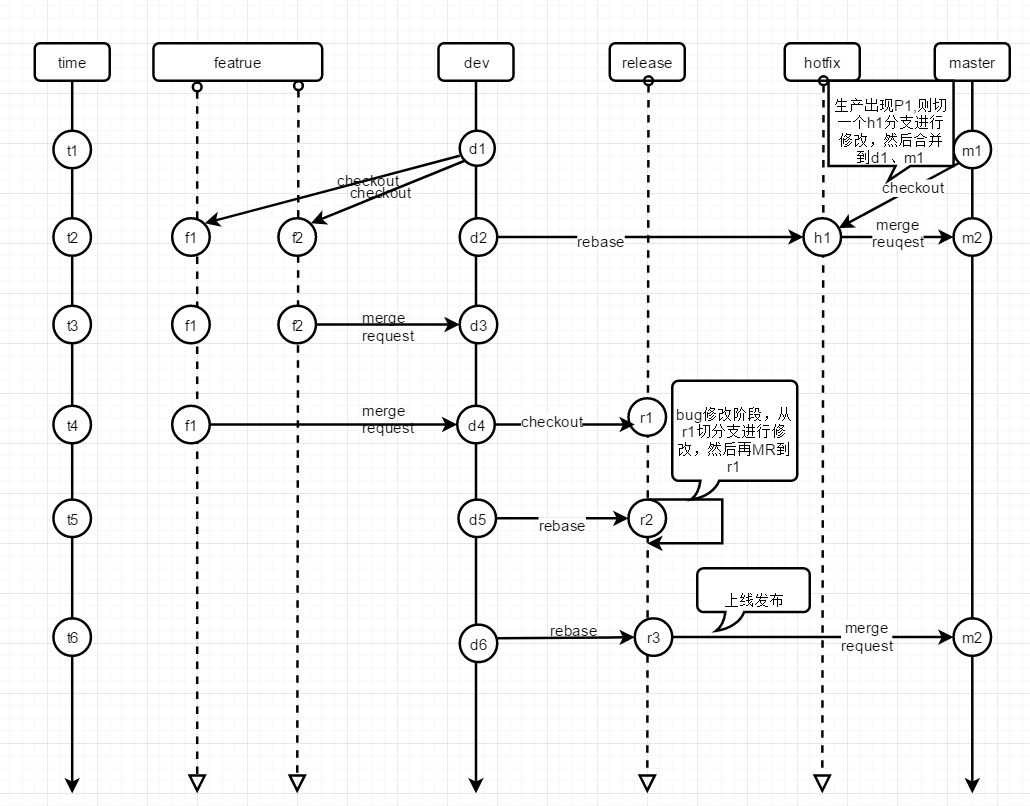 time
featrue
dev
release
hotfix
master
生产出现P1,则切
一个h1分支进行
修改，然后合并
到d1、m1
t1
d1
m1
checkout
checkout
checkout
t2
f1
f2
d2
rebase
h1
merge
reuqest
m2
t3
f1
f2
merge
request
d3
t4
f1
merge
request
d4
checkout
r1
bug修改阶段，从
r1切分支进行修
改，然后再MR到
r1
t5
d5
rebase
r2
上线发布
t6
d6
rebase
r3
merge
request
m2